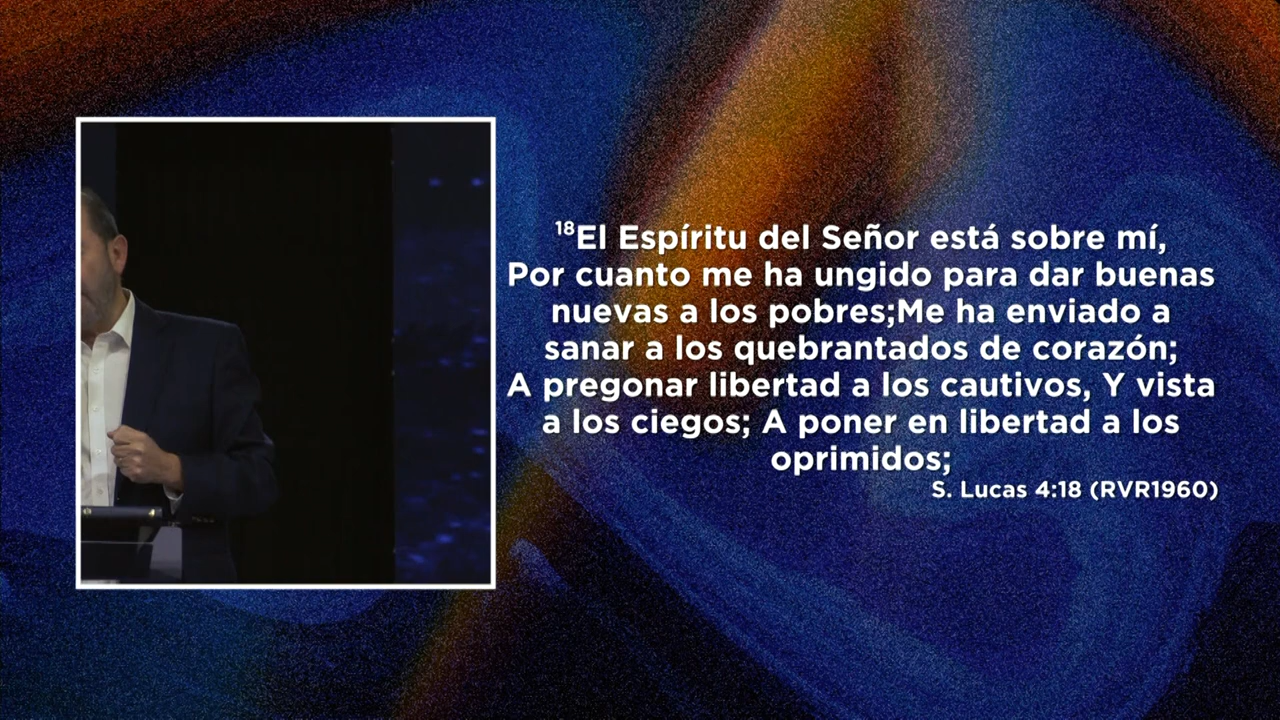 18El Espíritu del Señor está sobre mí,
Por cuanto me ha ungido para dar buenas
nuevas a los pobres;Me ha enviado a
sanar a los quebrantados de corazón;
A pregonar libertad a los cautivos, Y vista
a los ciegos; A poner en libertad a los
oprimidos;
S. Lucas 4:18 (RVR1960)